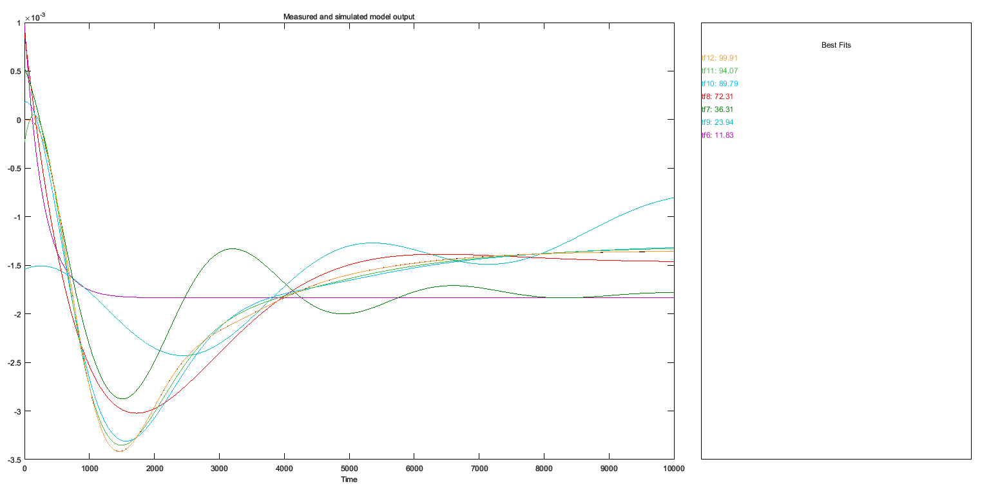 Measured and simulated model output
×10-3
1
0.5
0
-0.5
-1
-1.5
-2
-2.5
-3
-3.5
0 1000 2000 3000 4000 5000 6000 7000 8000 9000 10000
Time
Best Fits
tf12: 99.91
tf11: 94.07
tf10: 89.79
tf8: 72.31
tf7: 36.31
tf9: 23.94
tf6: 11.83